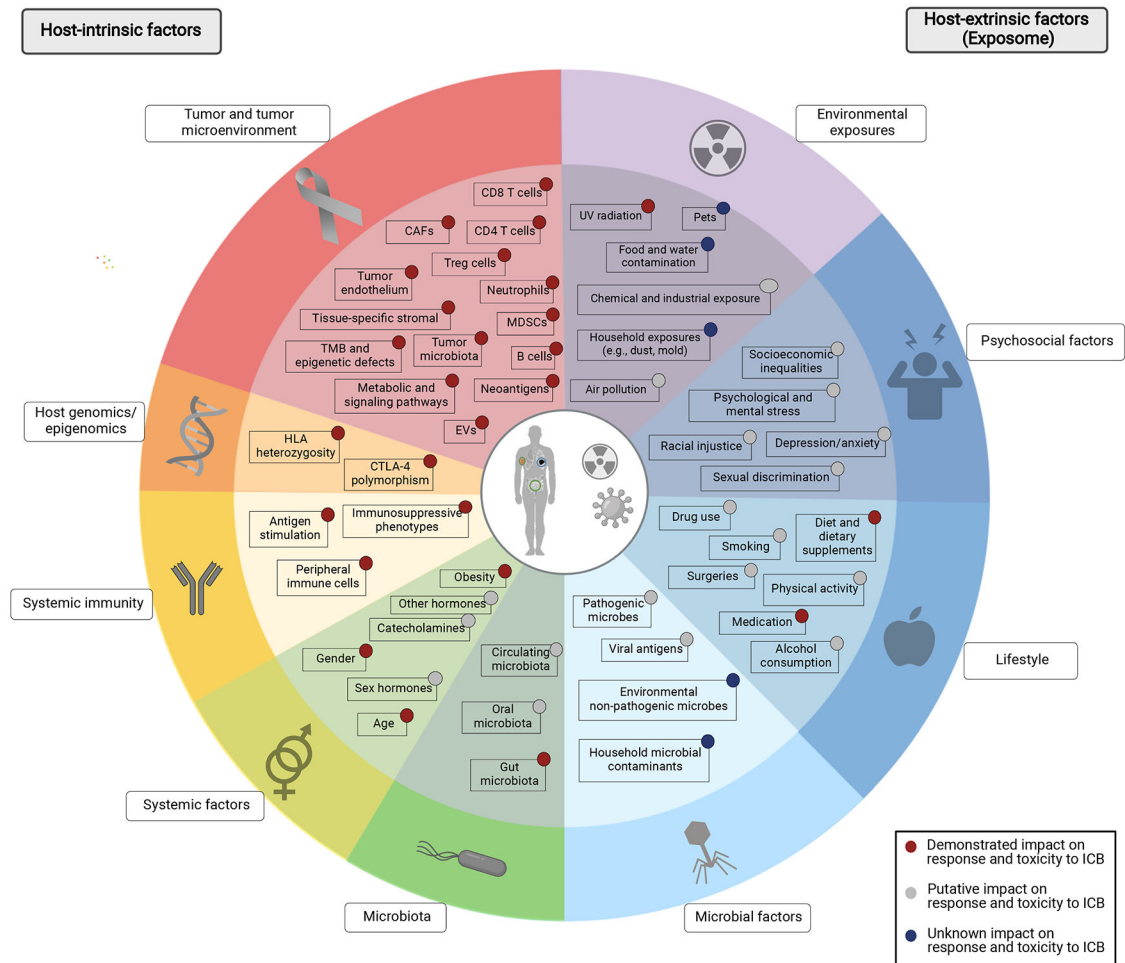 Host-intrinsic factors
Host-extrinsic factors
(Exposome)
Tumor and tumor
microenvironment
Environmental
exposures
CD8 T cells
CAFs
CD4 T cells
Treg cells
Tumor
endothelium
Neutrophils
Tissue-specific stromal
MDSCs
TMB and
epigenetic defects
Tumor
microbiota
B cells
Metabolic and
signaling pathways
Neoantigens
EVs
UV radiation
Pets
Food and water
contamination
Chemical and industrial exposure
Household exposures
(e.g., dust, mold)
Air pollution
Psychosocial factors
Socioeconomic
inequalities
Psychological and
mental stress
Racial injustice
Depression/anxiety
Sexual discrimination
Host genomics/
epigenomics
HLA
heterozygosity
CTLA-4
polymorphism
Systemic immunity
Antigen
stimulation
Immunosuppressive
phenotypes
Peripheral
immune cells
Lifestyle
Drug use
Diet and
dietary
supplements
Smoking
Surgeries
Physical activity
Medication
Alcohol
consumption
Systemic factors
Obesity
Other hormones
Catecholamines
Gender
Sex hormones
Age
Microbiota
Circulating
microbiota
Oral
microbiota
Gut
microbiota
Microbial factors
Pathogenic
microbes
Viral antigens
Environmental
non-pathogenic microbes
Household microbial
contaminants
Demonstrated impact on
response and toxicity to ICB
Putative impact on
response and toxicity to ICB
Unknown impact on
response and toxicity to ICB